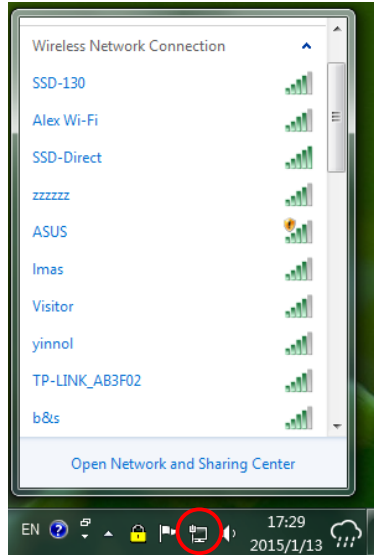 Wireless Network Connection
SSD-130
Alex Wi-Fi
SSD-Direct
zzzzzz
ASUS
Imas
Visitor
yinnol
TP-LINK_AB3F02
b&s
Open Network and Sharing Center
EN
17:29
2015/1/13